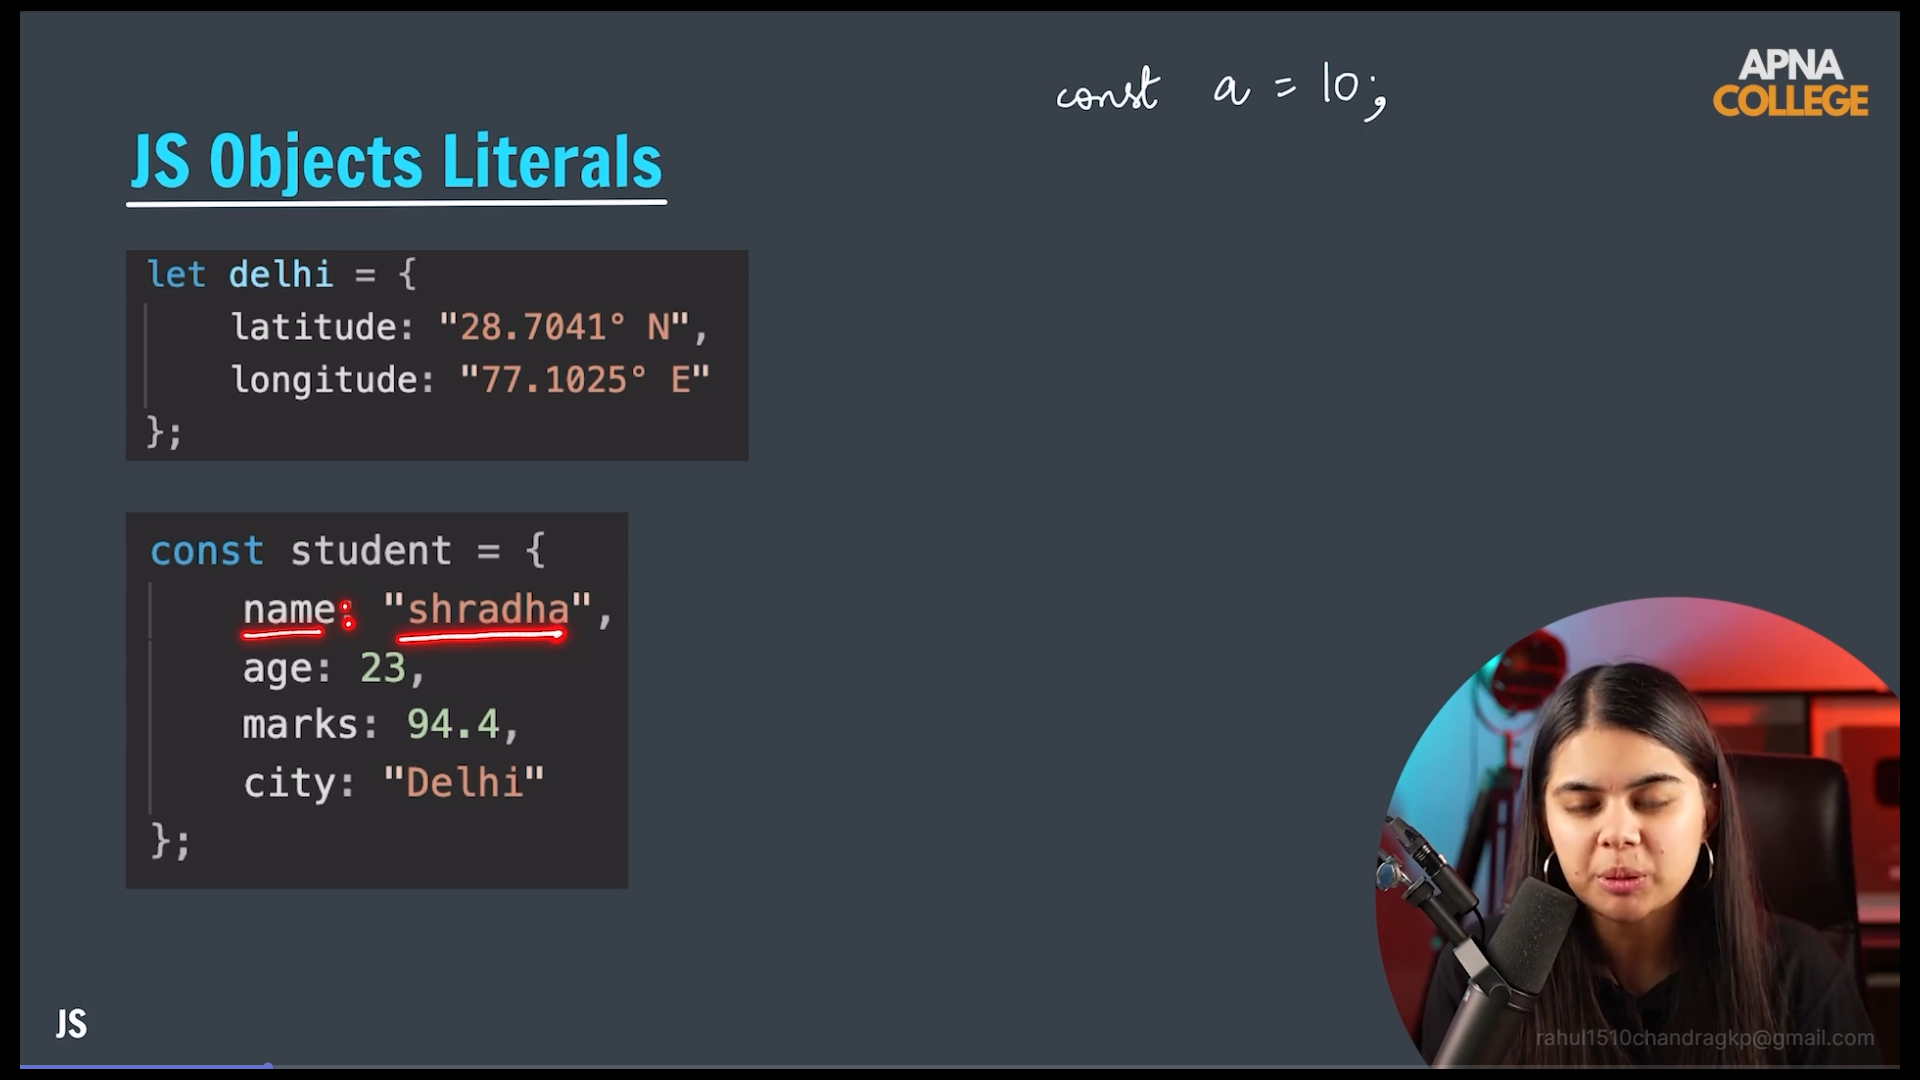 const a = 10;
APNA
COLLEGE
JS Objects Literals
let delhi = {
latitude: "28.7041° N",
longitude: "77.1025° E"
};
const student = {
name: "shradha",
age: 23,
marks: 94.4,
city: "Delhi"
};
JS
rahul1510chandragkp@gmail.com